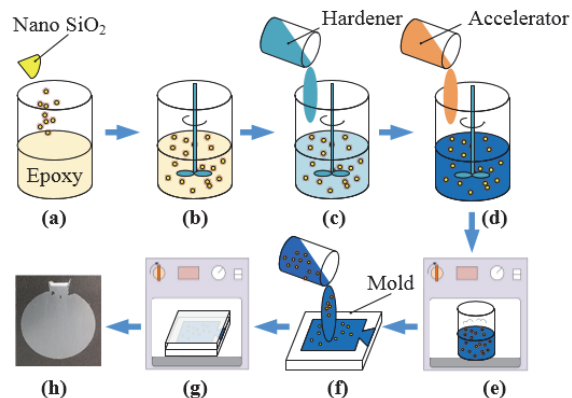 Nano SiO₂
Hardener
Accelerator
Epoxy
(a)
(b)
(c)
(d)
Mold
(h)
(g)
(f)
(e)